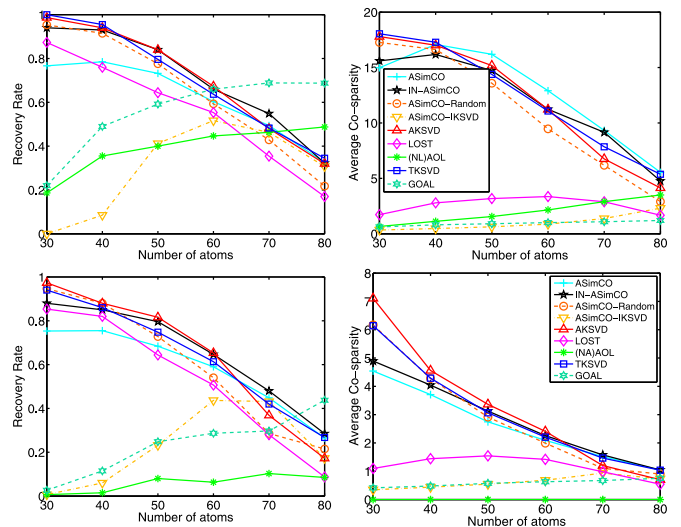 1
0.8
0.6
0.4
0.2
0
30 40 50 60 70 80
Number of atoms
Recovery Rate
20
15
10
5
0
30 40 50 60 70 80
Number of atoms
Average Co-sparsity
ASimCO
IN-ASimCO
ASimCO-Random
ASimCO-IKSVD
AKSVD
LOST
(NL)AOL
TKSVD
GOAL
1
0.8
0.6
0.4
0.2
0
30 40 50 60 70 80
Number of atoms
Recovery Rate
8
7
6
5
4
3
2
1
0
30 40 50 60 70 80
Number of atoms
Average Co-sparsity
ASimCO
IN-ASimCO
ASimCO-Random
ASimCO-IKSVD
AKSVD
LOST
(NA)AOL
TKSVD
GOAL